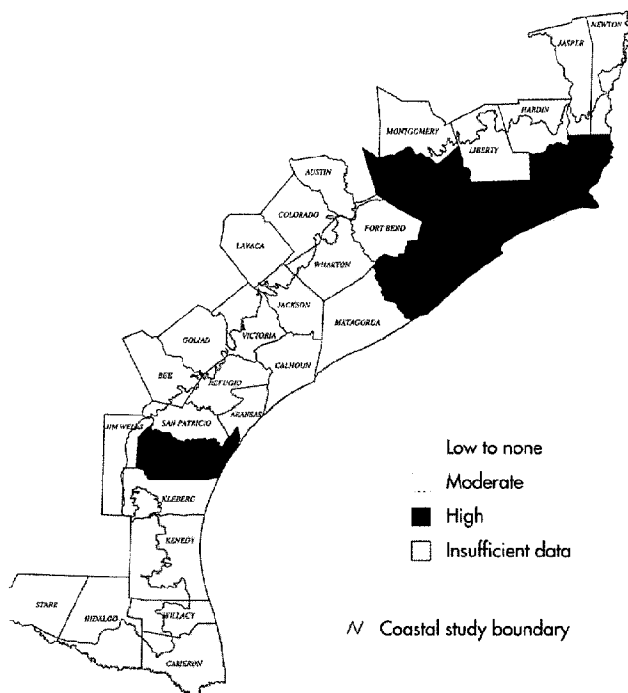 NEWTON
JASPER
HARDIN
MONTGOMERY
LIBERTY
AUSTIN
COLORADO
FORT BEND
LAVACA
WHARTON
JACKSON
MATAGORDA
GOLIAD
VICTORIA
CALHOUN
BEE
REFUGIO
ARANSAS
SAN PATRICIO
JIM WELLS
Low to none
Moderate
High
Insufficient data
KLEBERG
KENEDY
STARR
HIDALGO
WILLACY
CAMERON
Coastal study boundary